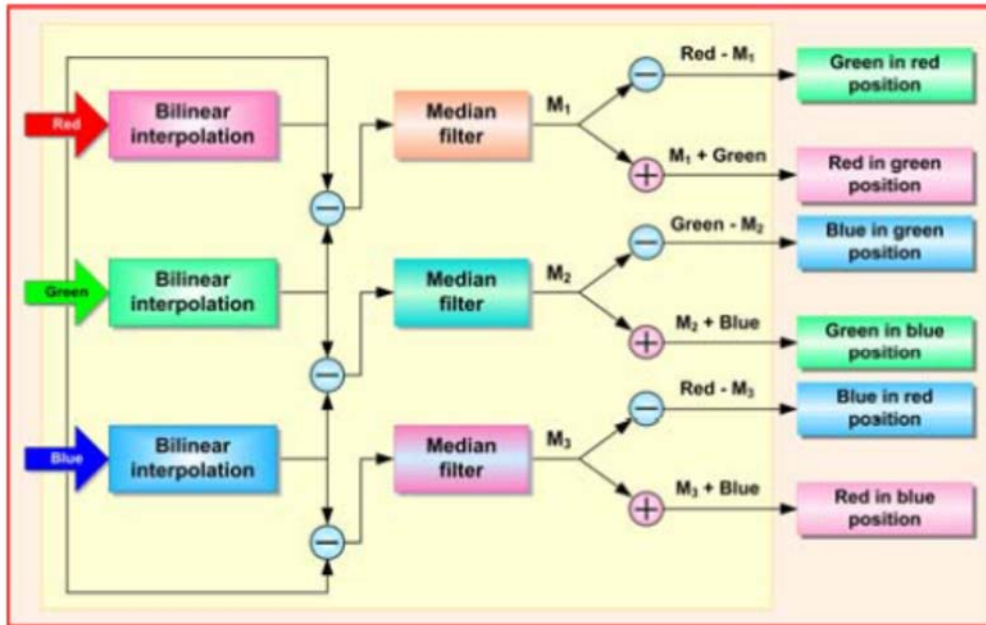 Red
Bilinear
interpolation
Median
filter
M₁
Red - M₁
M₁ + Green
Green in red
position
Red in green
position
Green
Bilinear
interpolation
Median
filter
M₂
Green - M₂
M₂ + Blue
Blue in green
position
Green in blue
position
Blue
Bilinear
interpolation
Median
filter
M₃
Red - M₃
M₃ + Blue
Blue in red
position
Red in blue
position